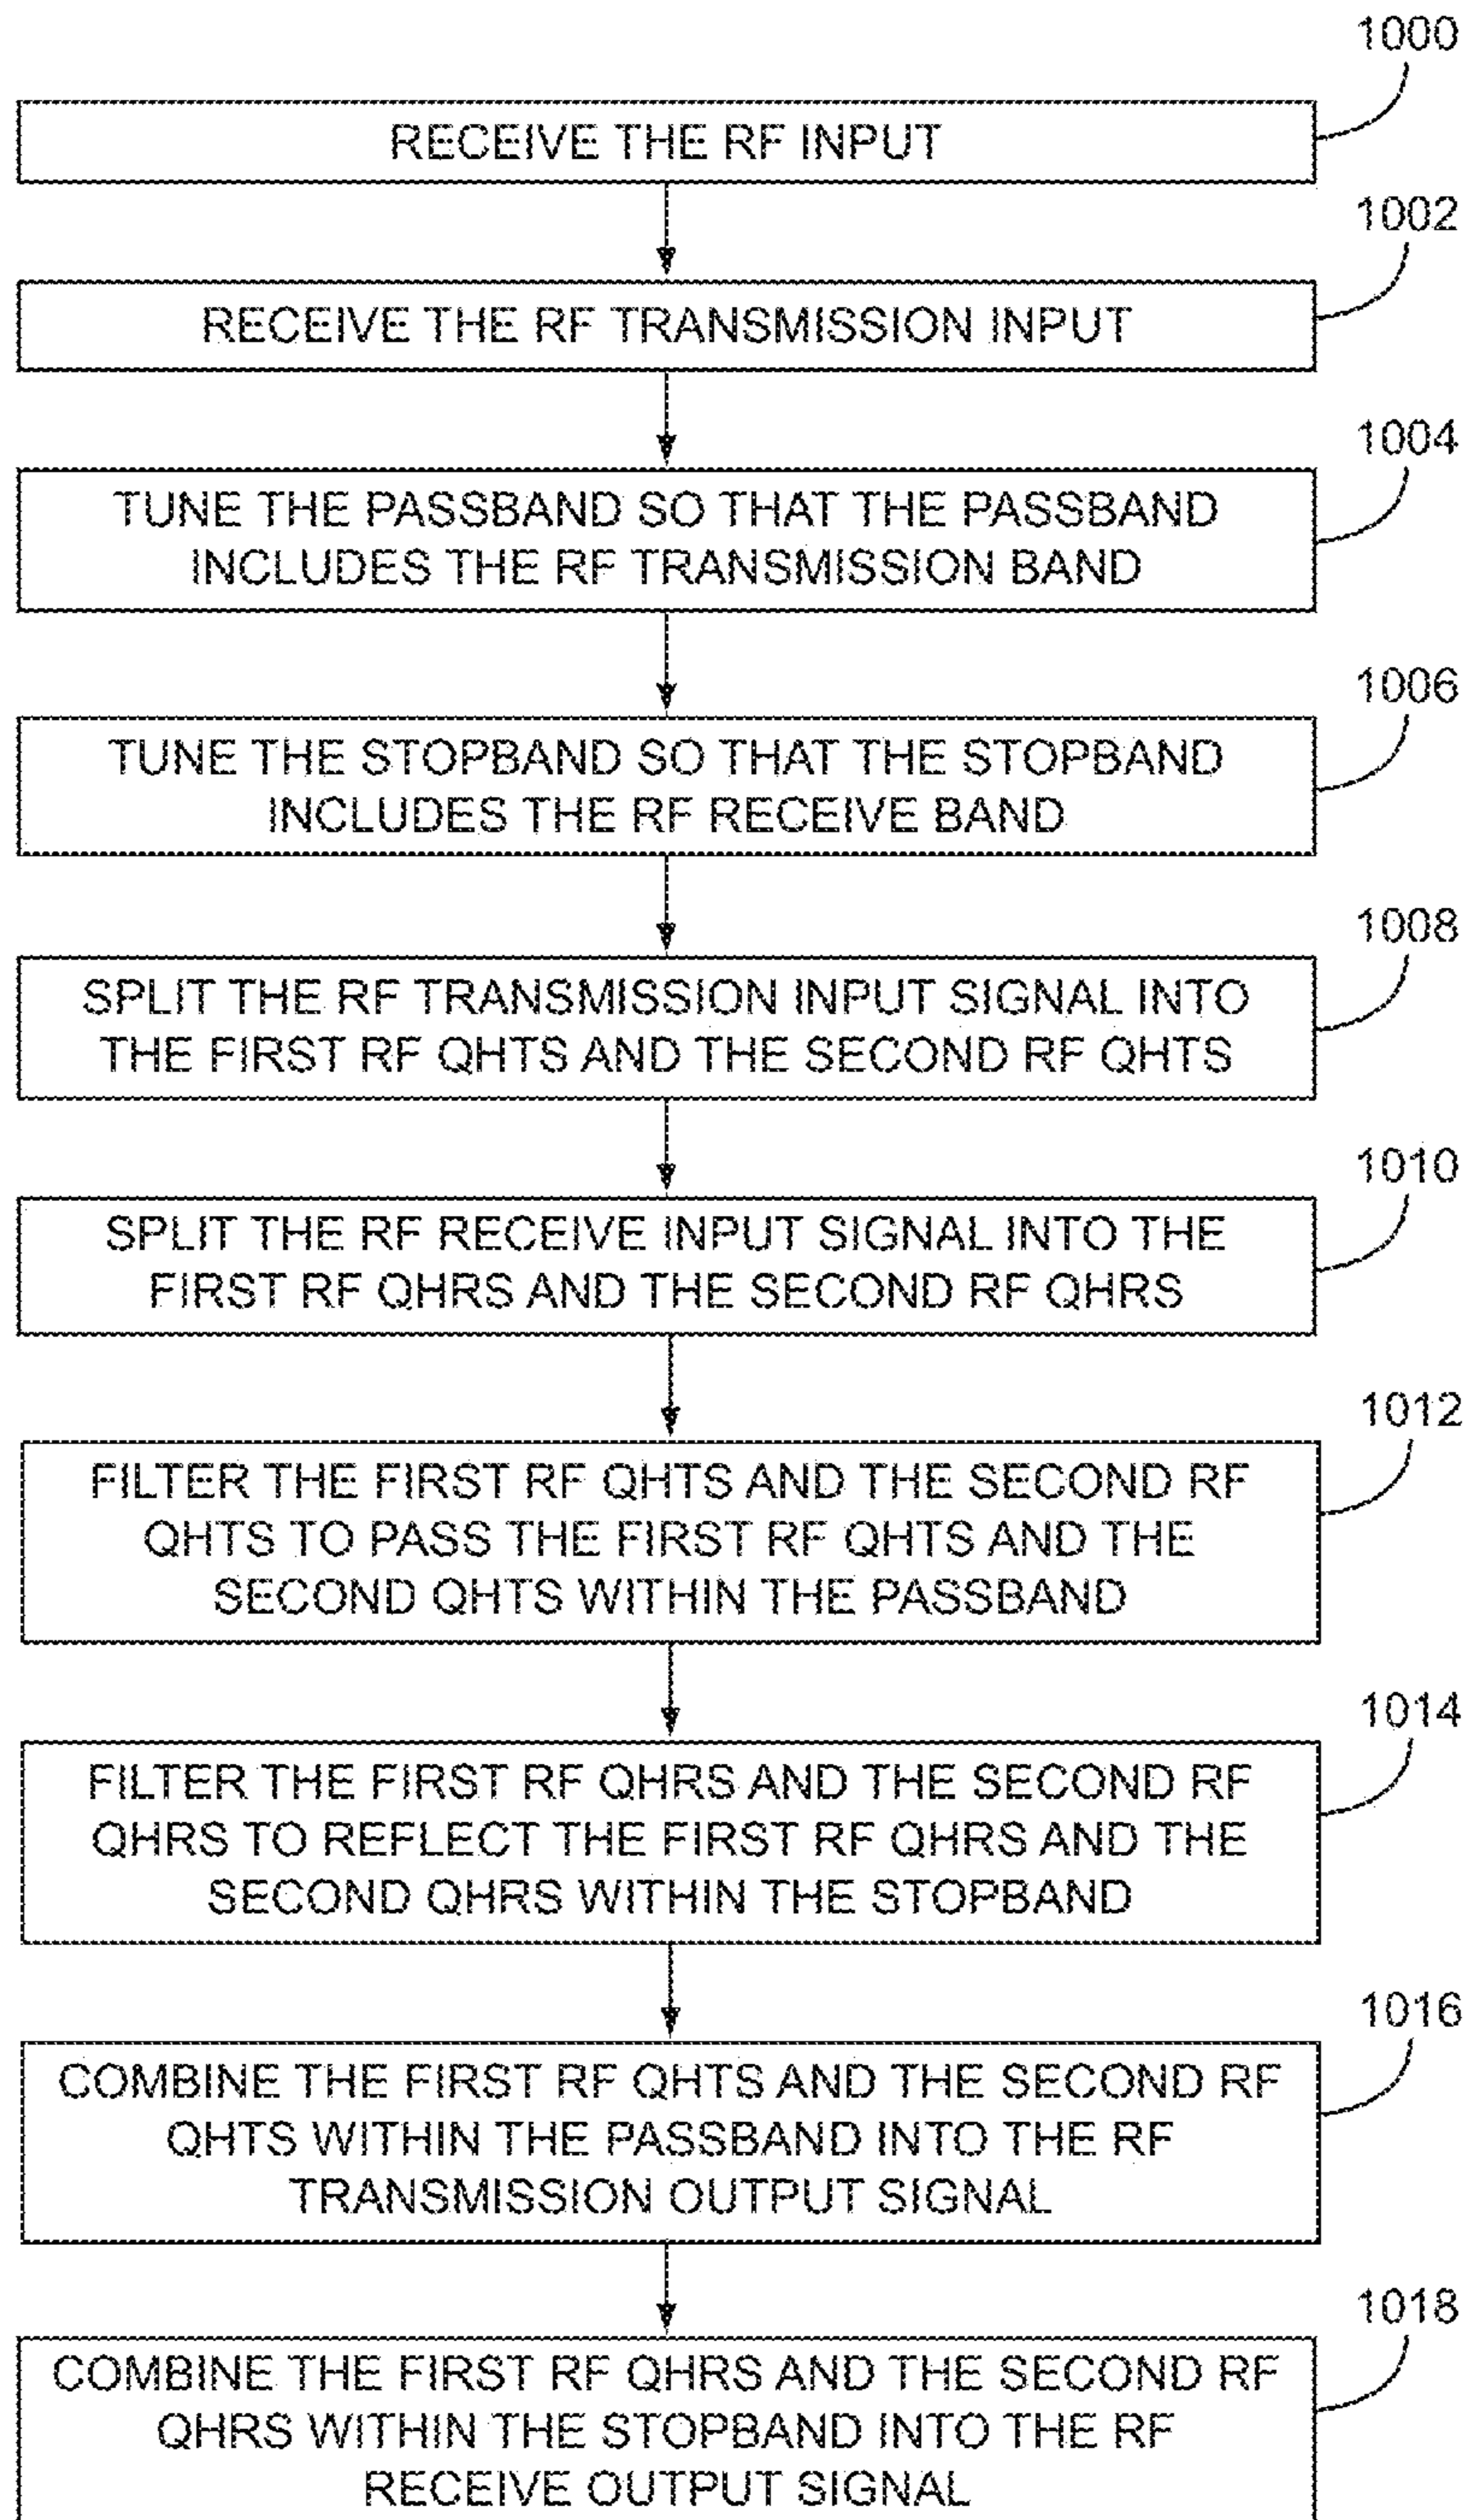 1000
RECEIVE THE RF INPUT
1002
RECEIVE THE RF TRANSMISSION INPUT
1004
TUNE THE PASSBAND SO THAT THE PASSBAND
INCLUDES THE RF TRANSMISSION BAND
1006
TUNE THE STOPBAND SO THAT THE STOPBAND
INCLUDES THE RF RECEIVE BAND
1008
SPLIT THE RF TRANSMISSION INPUT SIGNAL INTO
THE FIRST RF QHTS AND THE SECOND RF QHTS
1010
SPLIT THE RF RECEIVE INPUT SIGNAL INTO THE
FIRST RF QHRS AND THE SECOND RF QHRS
1012
FILTER THE FIRST RF QHTS AND THE SECOND RF
QHTS TO PASS THE FIRST RF QHTS AND THE
SECOND QHTS WITHIN THE PASSBAND
1014
FILTER THE FIRST RF QHRS AND THE SECOND RF
QHRS TO REFLECT THE FIRST RF QHRS AND THE
SECOND QHRS WITHIN THE STOPBAND
1016
COMBINE THE FIRST RF QHTS AND THE SECOND RF
QHTS WITHIN THE PASSBAND INTO THE RF
TRANSMISSION OUTPUT SIGNAL
1018
COMBINE THE FIRST RF QHRS AND THE SECOND RF
QHRS WITHIN THE STOPBAND INTO THE RF
RECEIVE OUTPUT SIGNAL